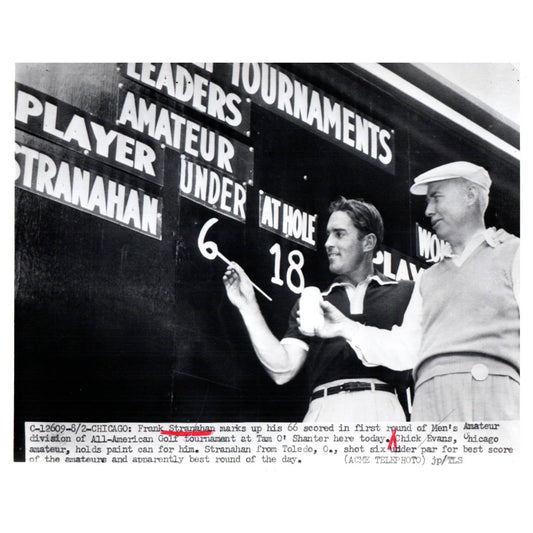 TOURNAMENTS
LEADERS
AMATEUR
PLAYER
UNDER
AT HOLE
STRANAHAN
6
18
WO
PLA
C-12609-8/2-CHICAGO: Frank Stranahan marks up his 66 scored in first round of Men's Amateur
division of All-American Golf tournament at Tam O' Shanter here today. Chick Evans, Chicago
amateur, holds paint can for him. Stranahan from Toledo, O., shot six under par for best score
of the amateurs and apparently best round of the day. (ACME TELEPHOTO) jp/TLS